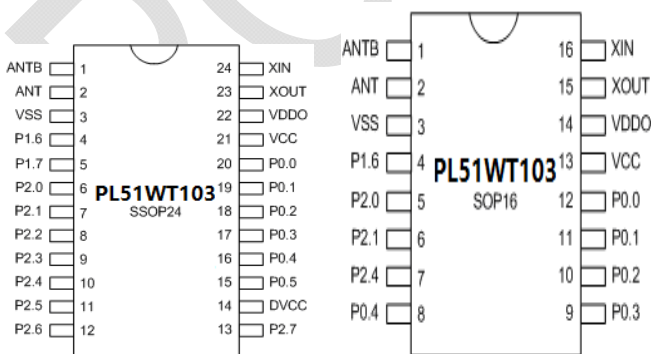 ANTB 1 24 XIN
ANT 2 23 XOUT
VSS 3 22 VDDO
P1.6 4 21 VCC
P1.7 5 20 P0.0
P2.0 6 PL51WT103 19 P0.1
P2.1 7 SSOP24 18 P0.2
P2.2 8 17 P0.3
P2.3 9 16 P0.4
P2.4 10 15 P0.5
P2.5 11 14 DVCC
P2.6 12 13 P2.7
ANTB 1 16 XIN
ANT 2 15 XOUT
VSS 3 14 VDDO
P1.6 4 PL51WT103 13 VCC
P2.0 5 SOP16 12 P0.0
P2.1 6 11 P0.1
P2.4 7 10 P0.2
P0.4 8 9 P0.3